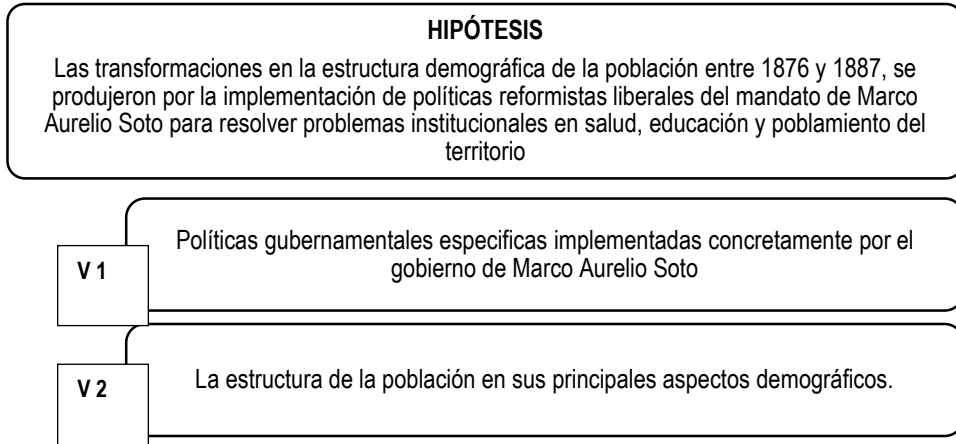 HIPÓTESIS
Las transformaciones en la estructura demográfica de la población entre 1876 y 1887, se
produjeron por la implementación de políticas reformistas liberales del mandato de Marco
Aurelio Soto para resolver problemas institucionales en salud, educación y poblamiento del
territorio
V 1
Políticas gubernamentales especificas implementadas concretamente por el
gobierno de Marco Aurelio Soto
V 2
La estructura de la población en sus principales aspectos demográficos.